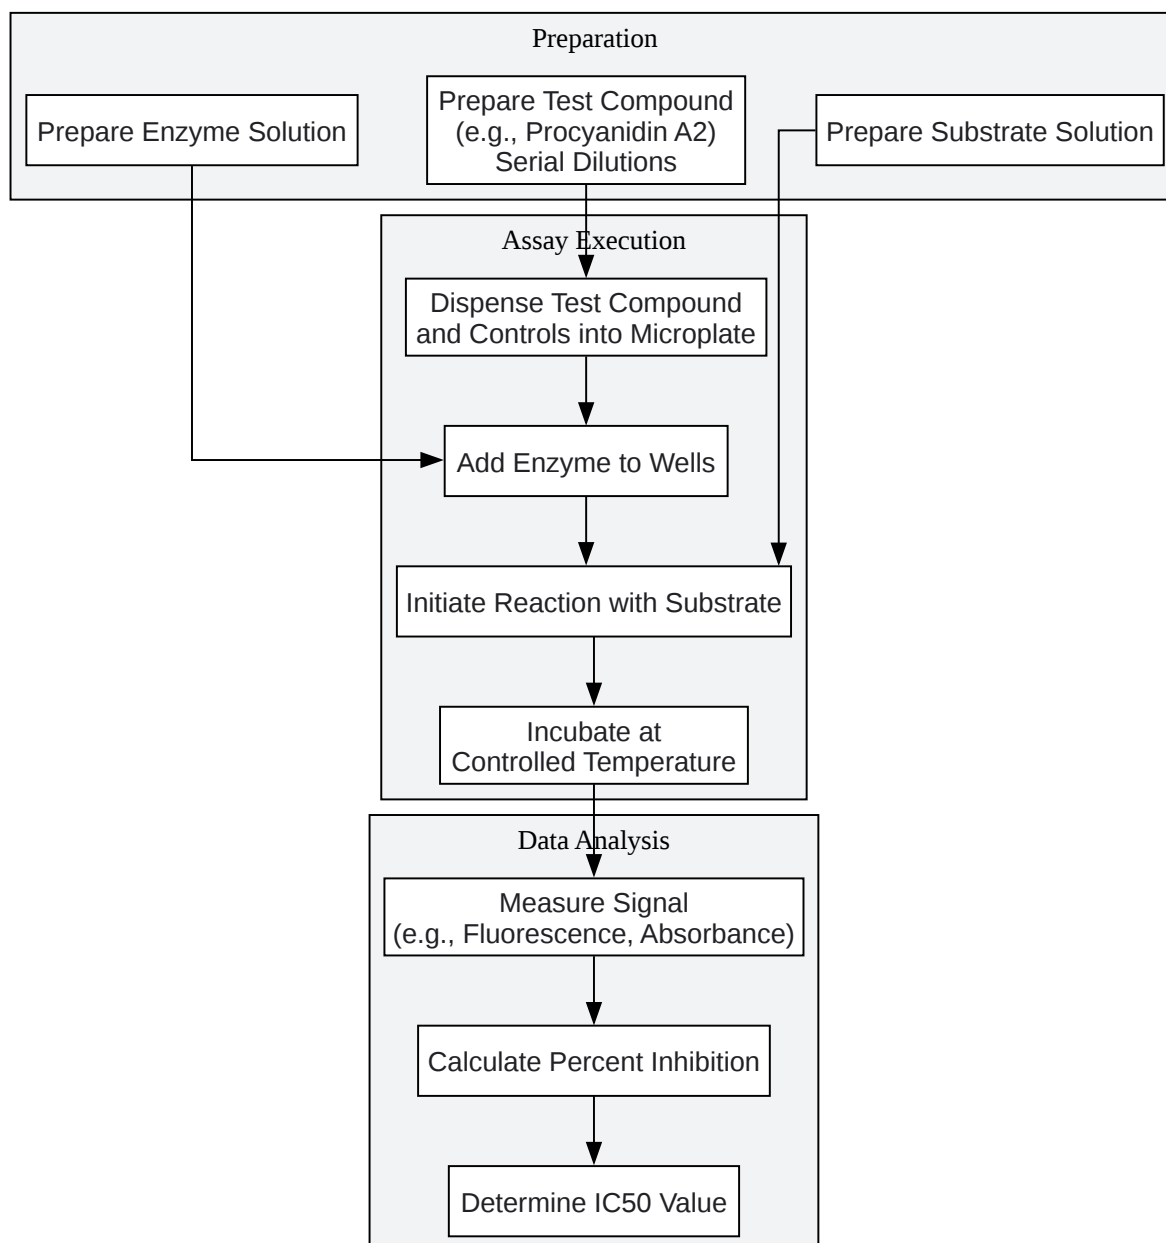 Preparation
Prepare Enzyme Solution
Prepare Test Compound
(e.g., Procyanidin A2)
Serial Dilutions
Prepare Substrate Solution
Assay Execution
Dispense Test Compound
and Controls into Microplate
Add Enzyme to Wells
Initiate Reaction with Substrate
Incubate at
Controlled Temperature
Data Analysis
Measure Signal
(e.g., Fluorescence, Absorbance)
Calculate Percent Inhibition
Determine IC50 Value